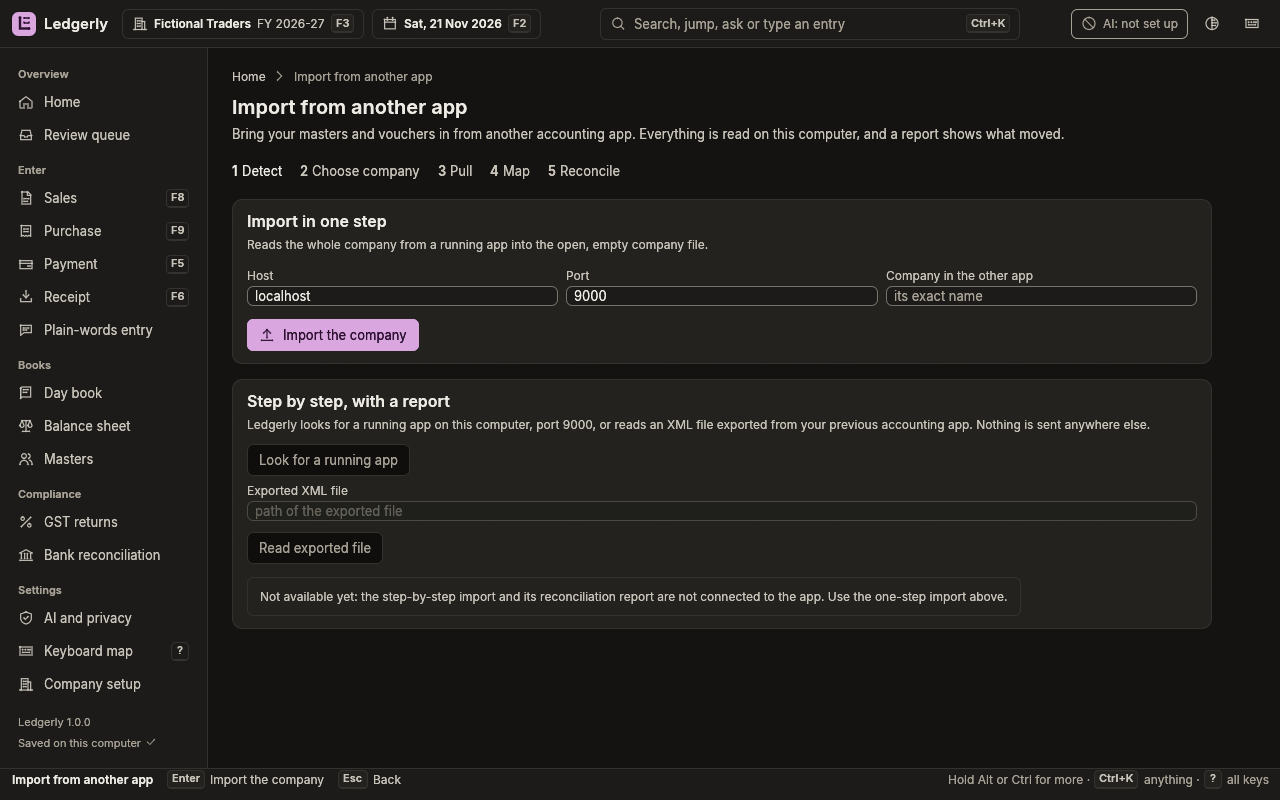 Ledgerly
Fictional Traders FY 2026-27 F3
Sat, 21 Nov 2026 F2
Search, jump, ask or type an entry Ctrl+K
AI: not set up
Overview
Home
Review queue
Enter
Sales F8
Purchase F9
Payment F5
Receipt F6
Plain-words entry
Books
Day book
Balance sheet
Masters
Compliance
GST returns
Bank reconciliation
Settings
AI and privacy
Keyboard map ?
Company setup
Ledgerly 1.0.0
Saved on this computer
Home Import from another app
Import from another app
Bring your masters and vouchers in from another accounting app. Everything is read on this computer, and a report shows what moved.
1 Detect 2 Choose company 3 Pull 4 Map 5 Reconcile
Import in one step
Reads the whole company from a running app into the open, empty company file.
Host Port Company in the other app
localhost 9000 its exact name
Import the company
Step by step, with a report
Ledgerly looks for a running app on this computer, port 9000, or reads an XML file exported from your previous accounting app. Nothing is sent anywhere else.
Look for a running app
Exported XML file
path of the exported file
Read exported file
Not available yet: the step-by-step import and its reconciliation report are not connected to the app. Use the one-step import above.
Import from another app Enter Import the company Esc Back
Hold Alt or Ctrl for more · Ctrl+K anything · ? all keys